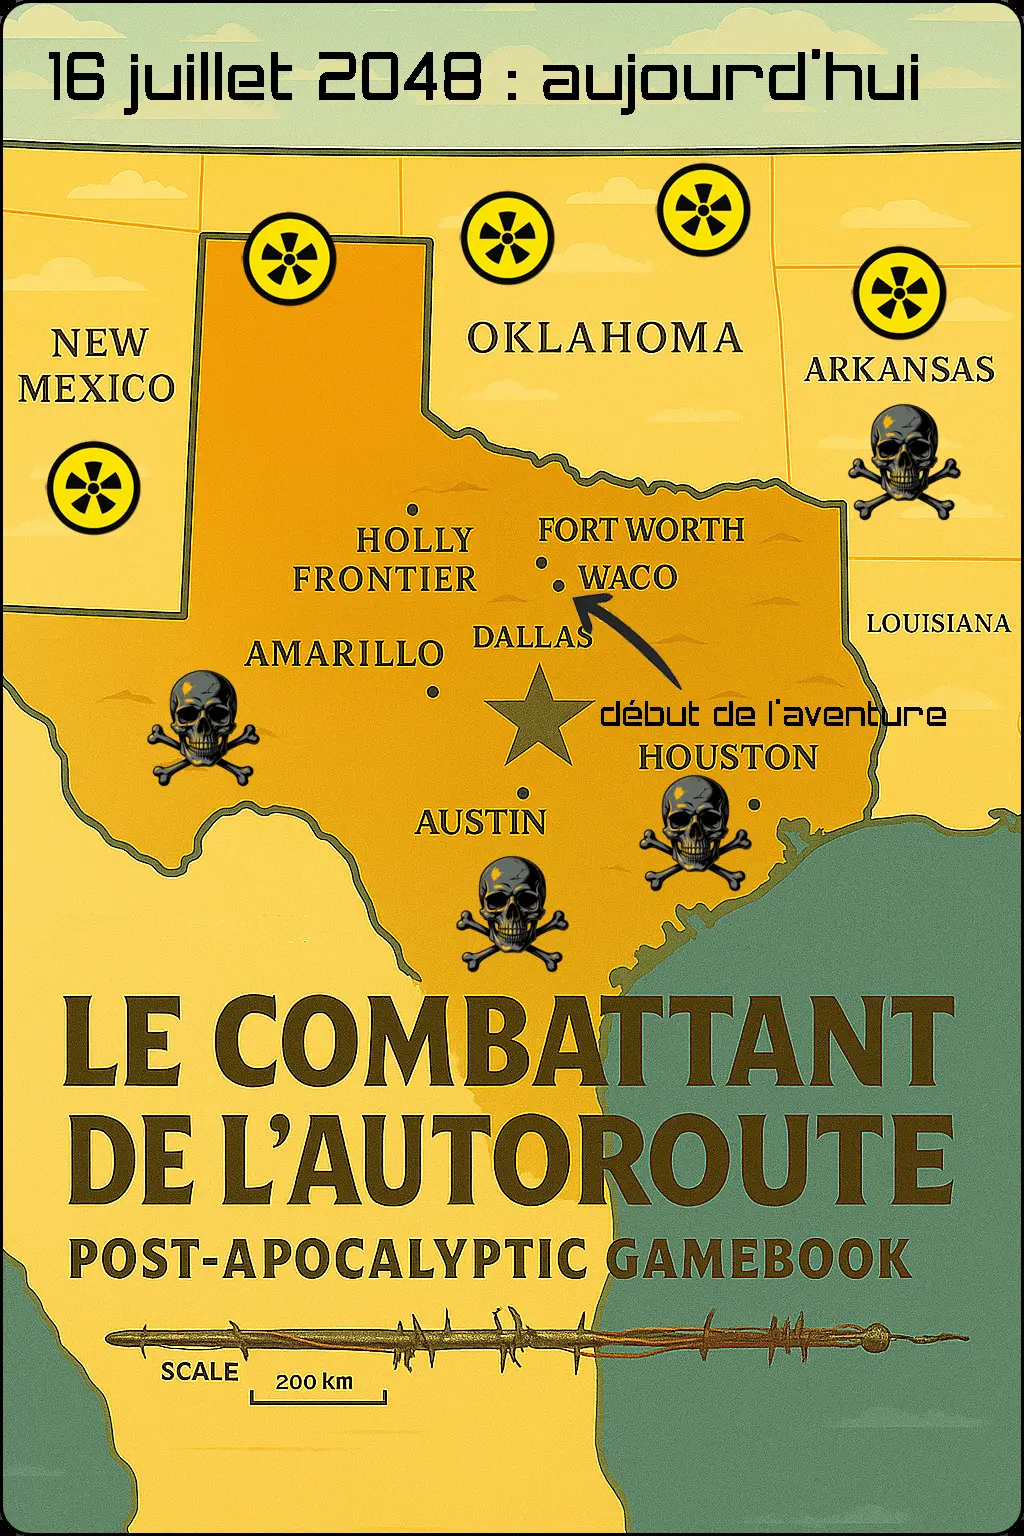 16 juillet 2048 : aujourd'hui
NEW
MEXICO
OKLAHOMA
ARKANSAS
HOLLY
FRONTIER
FORT WORTH
WACO
LOUISIANA
AMARILLO
DALLAS
début de l'aventure
HOUSTON
AUSTIN
LE COMBATTANT
DE L'AUTOROUTE
POST-APOCALYPTIC GAMEBOOK
SCALE
200 km